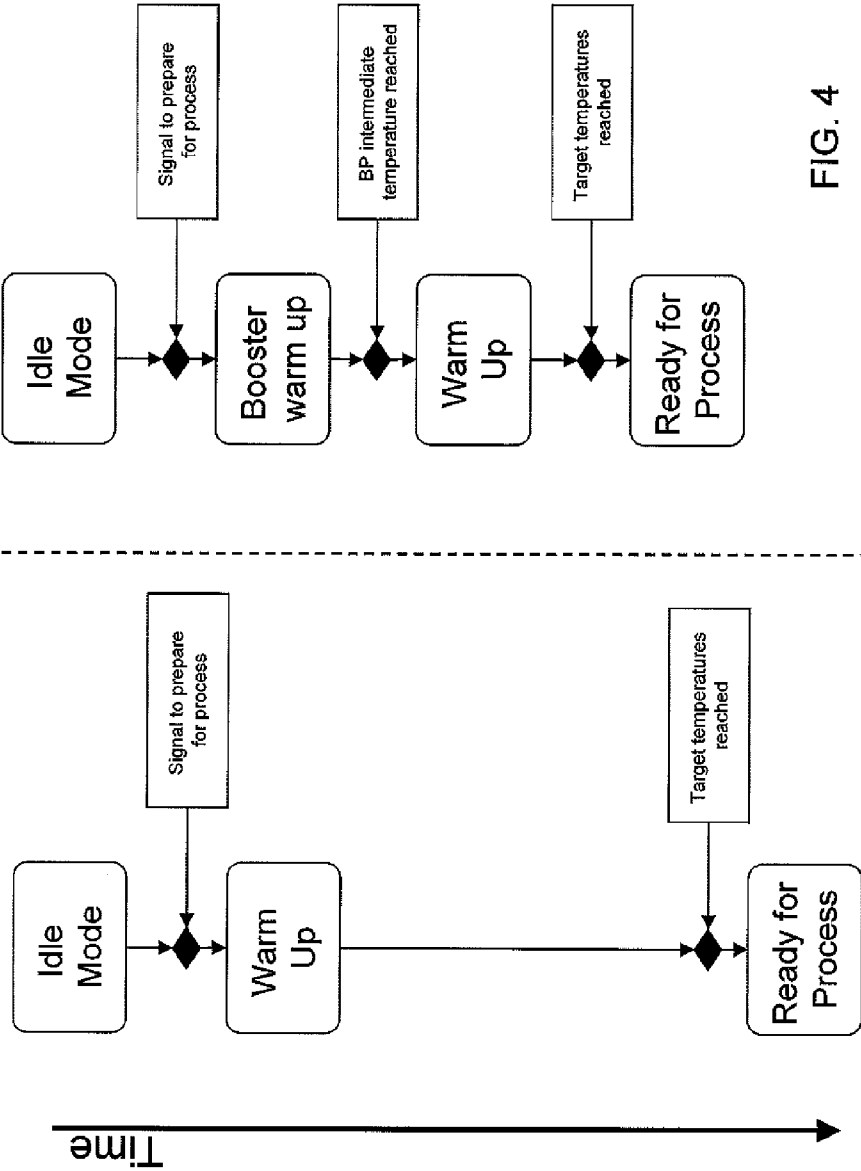 Time
Idle
Mode
Signal to prepare
for process
Warm
Up
Target temperatures
reached
Ready for
Process
Idle
Mode
Signal to prepare
for process
Booster
warm up
BP intermediate
temperature reached
Warm
Up
Target temperatures
reached
Ready for
Process
FIG. 4